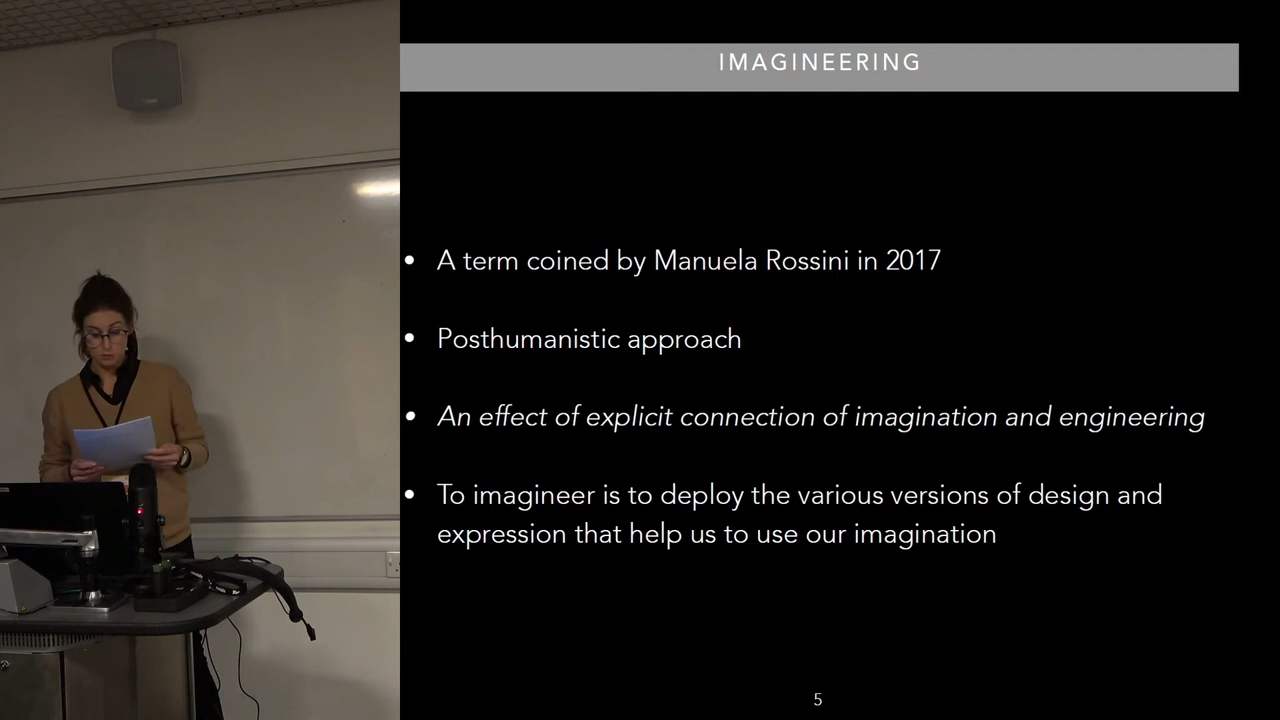 IMAGINEERING
• A term coined by Manuela Rossini in 2017
• Posthumanistic approach
• An effect of explicit connection of imagination and engineering
• To imagineer is to deploy the various versions of design and
expression that help us to use our imagination
5